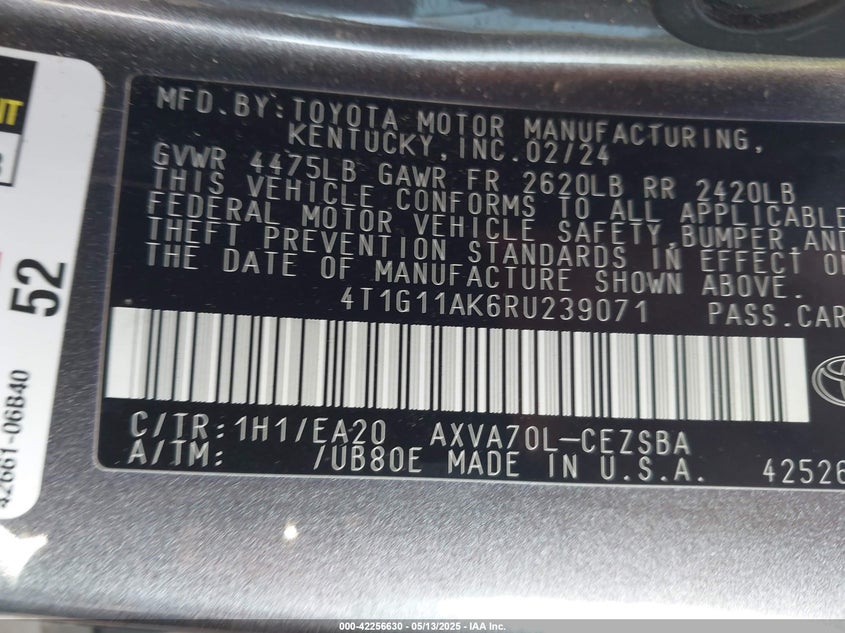 MFD. BY: TOYOTA MOTOR MANUFACTURING,
KENTUCKY, INC. 02/24
GVWR 4475LB GAWR FR 2620LB RR 2420LB
THIS VEHICLE CONFORMS TO ALL APPLICABLE
FEDERAL MOTOR VEHICLE SAFETY, BUMPER, AND
THEFT PREVENTION STANDARDS IN EFFECT ON
THE DATE OF MANUFACTURE SHOWN ABOVE.
4T1G11AK6RU239071 PASS. CAR
C/TR: 1H1/EA20 AXVA70L-CEZSBA
A/TM: /UB80E MADE IN U.S.A. 42526
52
42661-06B40
000-42256630 - 05/13/2025 - IAA Inc.